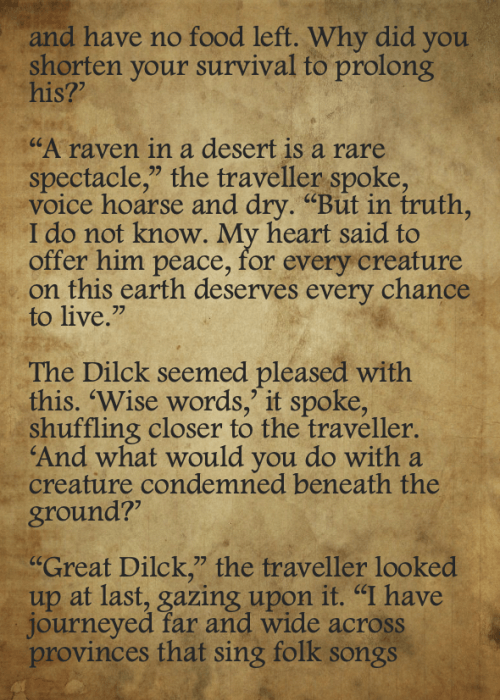 and have no food left. Why did you
shorten your survival to prolong
his?’
“A raven in a desert is a rare
spectacle,” the traveller spoke,
voice hoarse and dry. “But in truth,
I do not know. My heart said to
offer him peace, for every creature
on this earth deserves every chance
to live.”
The Dilck seemed pleased with
this. ‘Wise words,’ it spoke,
shuffling closer to the traveller.
‘And what would you do with a
creature condemned beneath the
ground?’
“Great Dilck,” the traveller looked
up at last, gazing upon it. “I have
journeyed far and wide across
provinces that sing folk songs